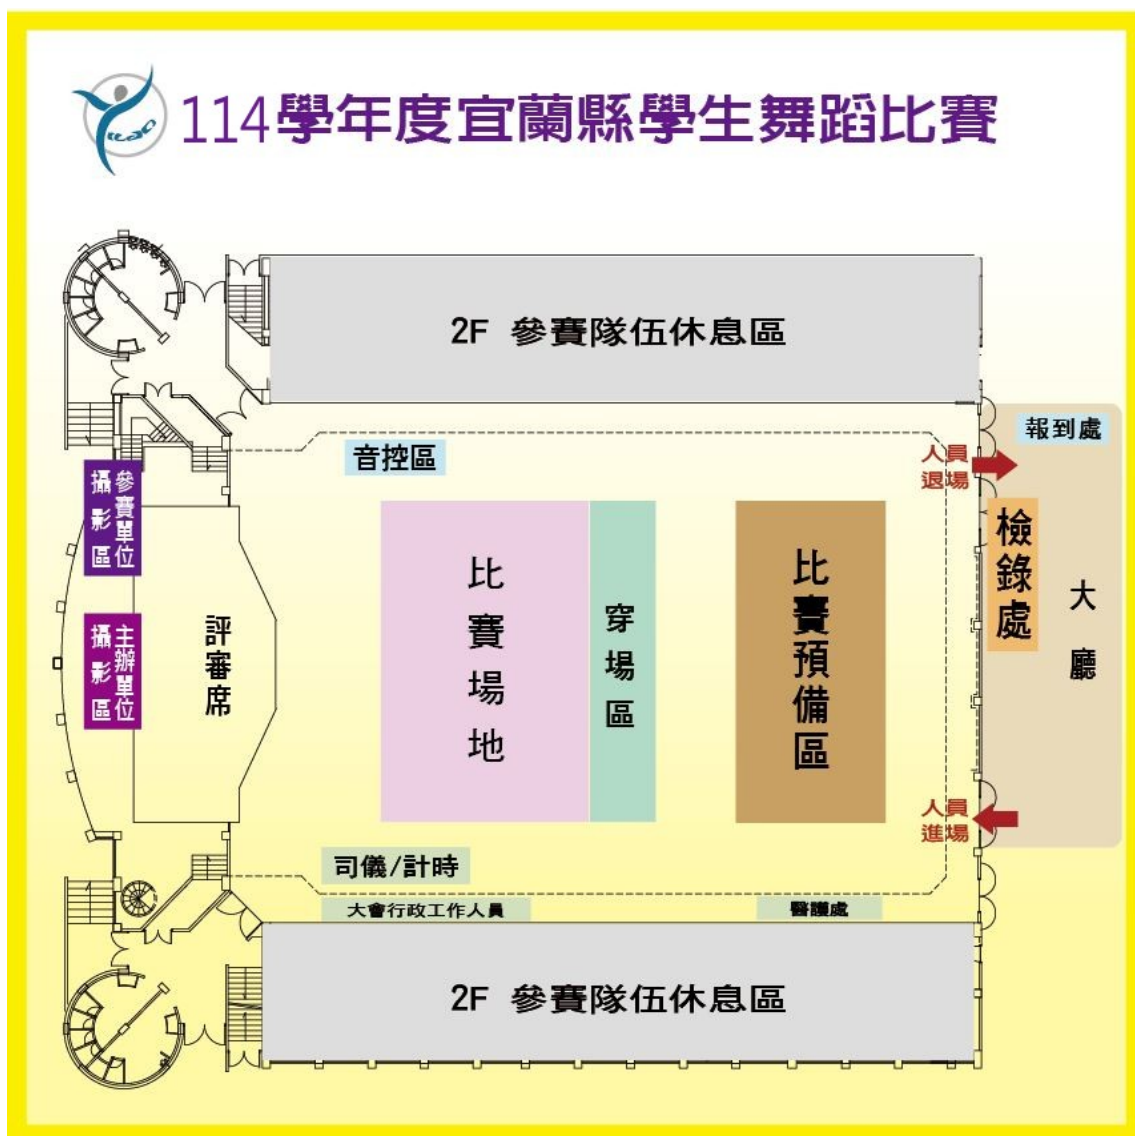 114學年度宜蘭縣學生舞蹈比賽
2F 參賽隊伍休息區
報到處
音控區
人員
退場
參賽單位
攝影區
檢錄處
比賽場地
穿場區
比賽預備區
大廳
評審席
主辦單位
攝影區
人員
進場
司儀/計時
大會行政工作人員
醫護處
2F 參賽隊伍休息區